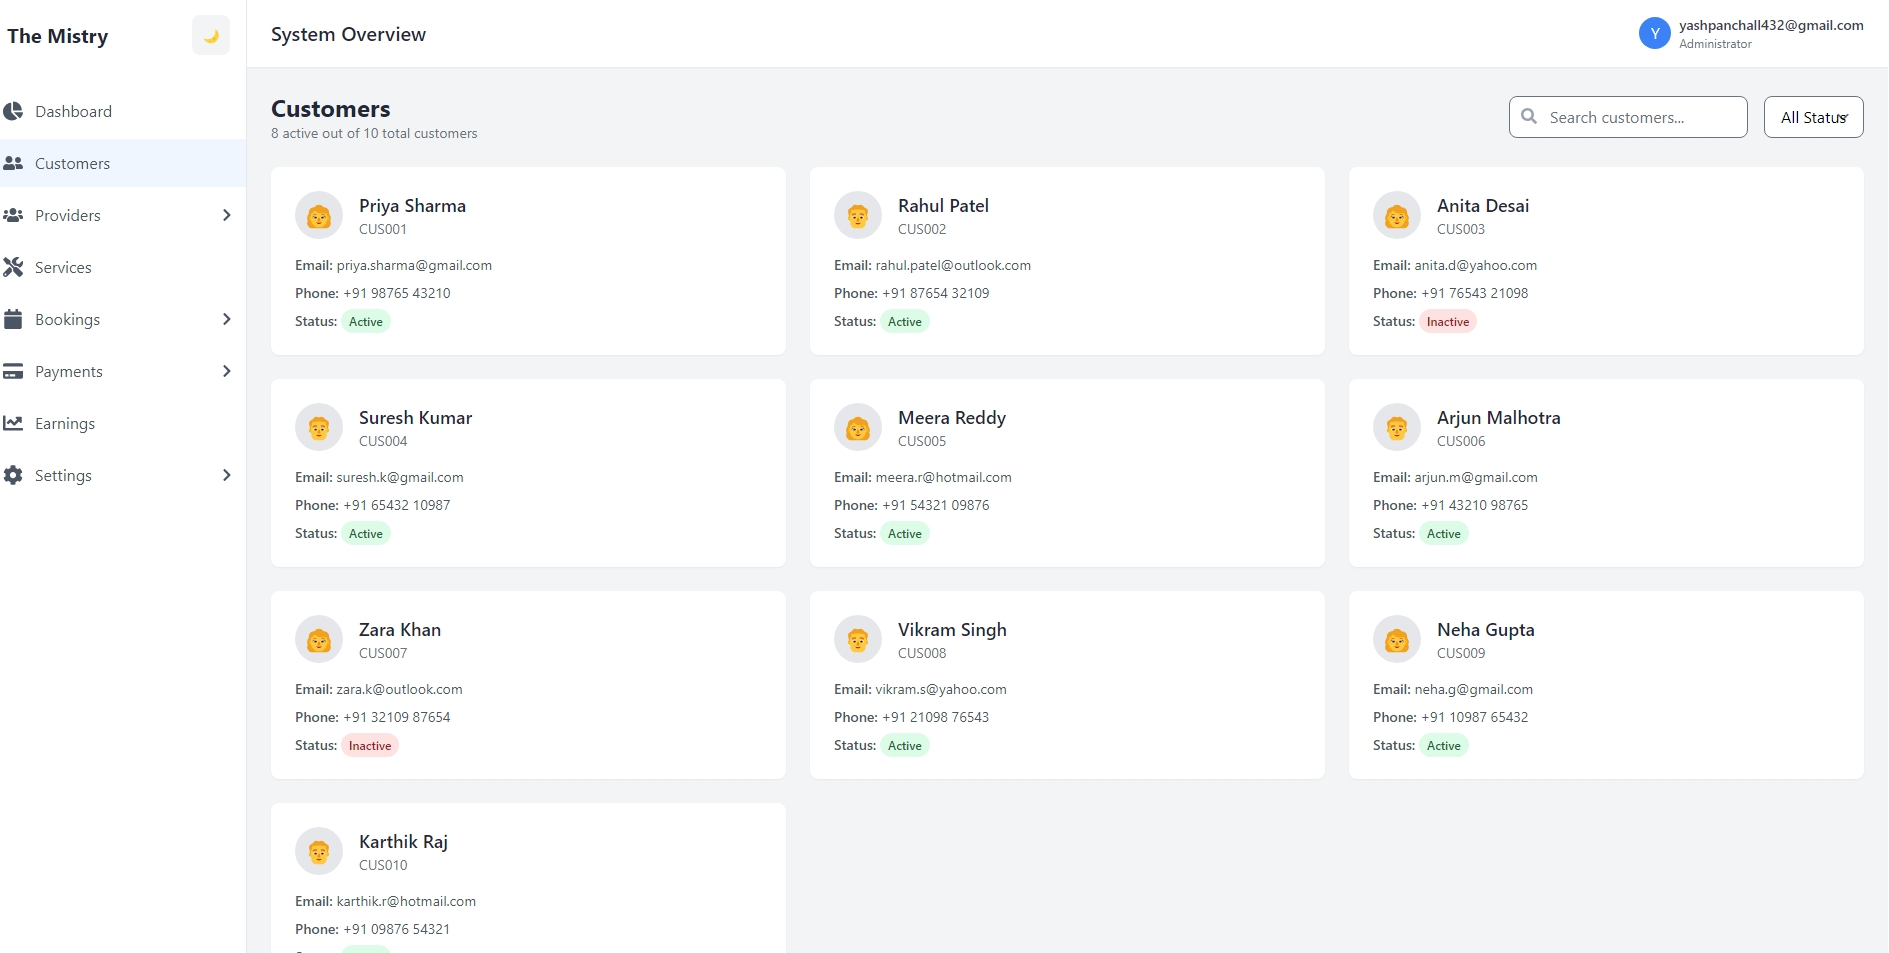 The Mistry
Dashboard
Customers
Providers
Services
Bookings
Payments
Earnings
Settings
System Overview
Y
yashpanchall432@gmail.com
Administrator
Customers
8 active out of 10 total customers
Search customers...
All Status
Priya Sharma
CUS001
Email: priya.sharma@gmail.com
Phone: +91 98765 43210
Status: Active
Rahul Patel
CUS002
Email: rahul.patel@outlook.com
Phone: +91 87654 32109
Status: Active
Anita Desai
CUS003
Email: anita.d@yahoo.com
Phone: +91 76543 21098
Status: Inactive
Suresh Kumar
CUS004
Email: suresh.k@gmail.com
Phone: +91 65432 10987
Status: Active
Meera Reddy
CUS005
Email: meera.r@hotmail.com
Phone: +91 54321 09876
Status: Active
Arjun Malhotra
CUS006
Email: arjun.m@gmail.com
Phone: +91 43210 98765
Status: Active
Zara Khan
CUS007
Email: zara.k@outlook.com
Phone: +91 32109 87654
Status: Inactive
Vikram Singh
CUS008
Email: vikram.s@yahoo.com
Phone: +91 21098 76543
Status: Active
Neha Gupta
CUS009
Email: neha.g@gmail.com
Phone: +91 10987 65432
Status: Active
Karthik Raj
CUS010
Email: karthik.r@hotmail.com
Phone: +91 09876 54321